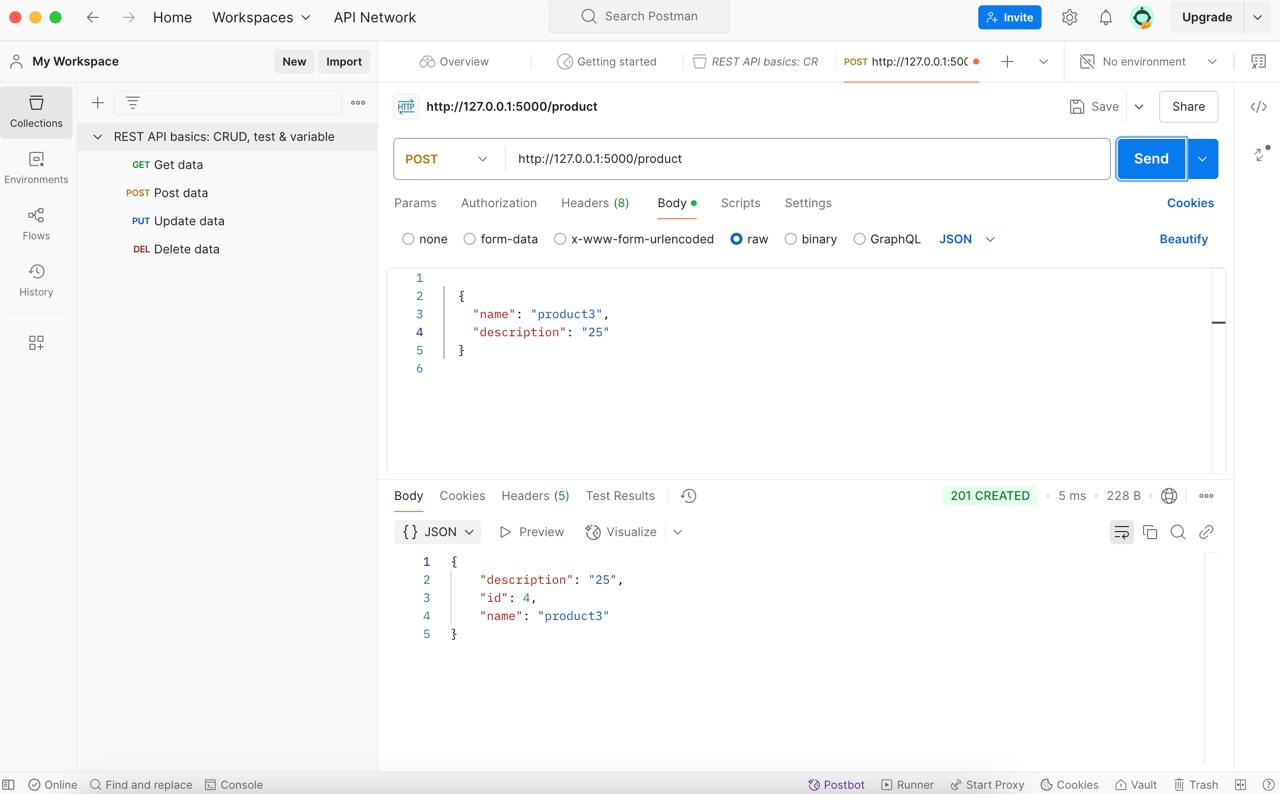 Home Workspaces API Network Search Postman Invite Upgrade
My Workspace New Import Overview Getting started REST API basics: CR POST http://127.0.0.1:500 No environment
Collections
Environments
Flows
History
REST API basics: CRUD, test & variable
GET Get data
POST Post data
PUT Update data
DEL Delete data
HTTP http://127.0.0.1:5000/product Save Share
POST http://127.0.0.1:5000/product Send
Params Authorization Headers (8) Body Scripts Settings Cookies
none form-data x-www-form-urlencoded raw binary GraphQL JSON Beautify
1
2 {
3 "name": "product3",
4 "description": "25"
5 }
6
Body Cookies Headers (5) Test Results 201 CREATED 5 ms 228 B
{} JSON Preview Visualize
1 {
2 "description": "25",
3 "id": 4,
4 "name": "product3"
5 }
Online Find and replace Console Postbot Runner Start Proxy Cookies Vault Trash